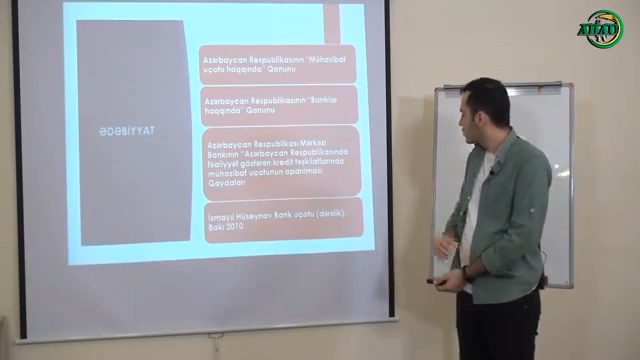 ADAU
ƏDƏBİYYAT
Azərbaycan Respublikasının "Mühasibat
uçotu haqqında" Qanunu
Azərbaycan Respublikasının "Banklar
haqqında" Qanunu
Azərbaycan Respublikası Mərkəzi
Bankının "Azərbaycan Respublikasında
fəaliyyət göstərən kredit təşkilatlarında
mühasibat uçotunun aparılması
Qaydaları
İsmayıl Hüseynov Bank uçotu (dərslik).
Bakı 2010